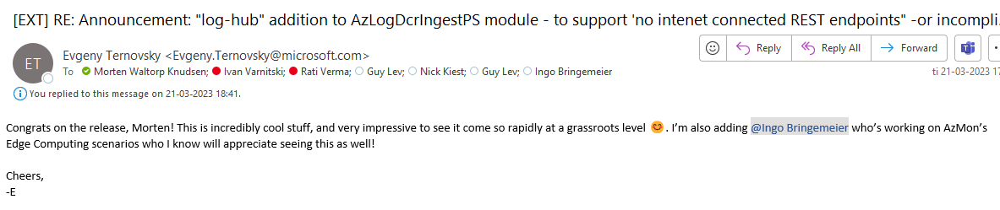 [EXT] RE: Announcement: "log-hub" addition to AzLogDcrIngestPS module - to support 'no intenet connected REST endpoints" -or incompli...
ET
Evgeny Ternovsky <Evgeny.Ternovsky@microsoft.com>
Reply
Reply All
Forward
To Morten Waltorp Knudsen; Ivan Varnitski; Rati Verma; Guy Lev; Nick Kiest; Guy Lev; Ingo Bringemeier
ti 21-03-2023 17
You replied to this message on 21-03-2023 18:41.
Congrats on the release, Morten! This is incredibly cool stuff, and very impressive to see it come so rapidly at a grassroots level 😊. I'm also adding @Ingo Bringemeier who's working on AzMon's
Edge Computing scenarios who I know will appreciate seeing this as well!
Cheers,
-E